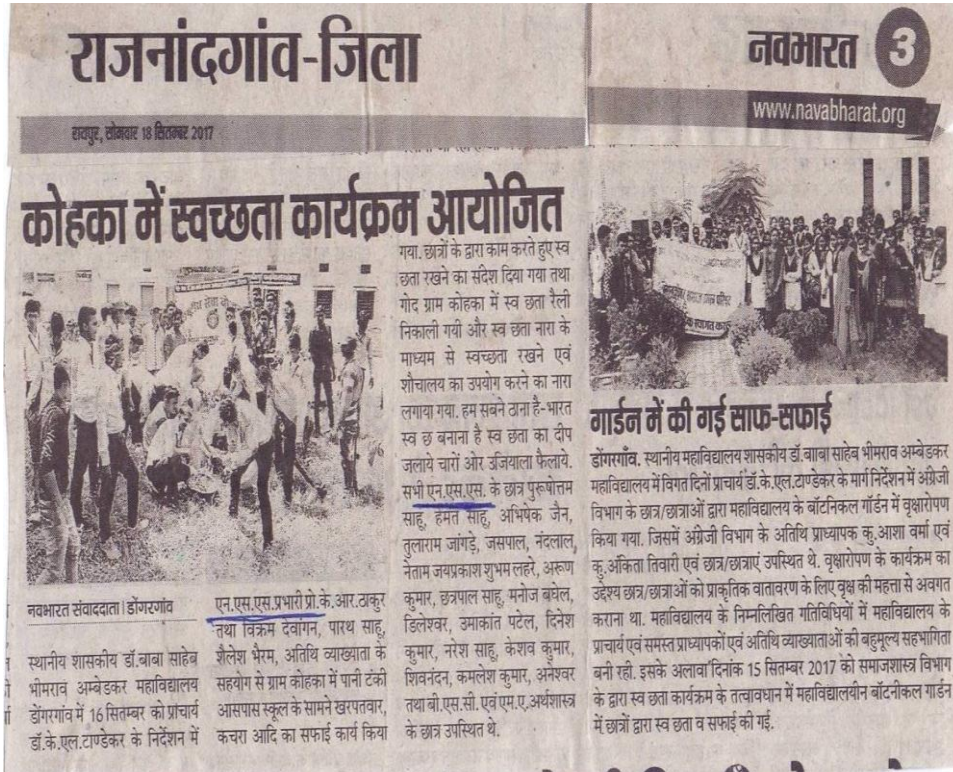 राजनांदगांव-जिला
नवभारत 3
www.navabharat.org
रायपुर, सोमवार 18 सितम्बर 2017
कोहका में स्वच्छता कार्यक्रम आयोजित
नवभारत संवाददाता | डोंगरगांव
स्थानीय शासकीय डॉ.बाबा साहेब
भीमराव अम्बेडकर महाविद्यालय
डोंगरगांव में 16 सितम्बर को प्राचार्य
डॉ.के.एल.टाण्डेकर के निर्देशन में
एन.एस.एस.प्रभारी प्रो.के.आर.ठाकुर
तथा विक्रम देवांगन, पारथ साहू,
शैलेश भैरम, अतिथि व्याख्याता के
सहयोग से ग्राम कोहका में पानी टंकी
आसपास स्कूल के सामने खरपतवार,
कचरा आदि का सफाई कार्य किया
गया. छात्रों के द्वारा काम करते हुए स्व
छता रखने का संदेश दिया गया तथा
गोद ग्राम कोहका में स्व छता रैली
निकाली गयी और स्व छता नारा के
माध्यम से स्वच्छता रखने एवं
शौचालय का उपयोग करने का नारा
लगाया गया. हम सबने ठाना है-भारत
स्व छ बनाना है स्व छता का दीप
जलाये चारों ओर उजियाला फैलाये.
सभी एन.एस.एस. के छात्र पुरूषोत्तम
साहू, हेमंत साहू, अभिषेक जैन,
तुलाराम जांगड़े, जसपाल, नंदलाल,
नेताम जयप्रकाश शुभम लहरे, अरूण
कुमार, छत्रपाल साहू, मनोज बघेल,
डिलेश्वर, उमाकांत पटेल, दिनेश
कुमार, नरेश साहू, केशव कुमार,
शिवनंदन, कमलेश कुमार, अनेश्वर
तथा बी.एस.सी. एवं एम.ए. अर्थशास्त्र
के छात्र उपस्थित थे.
गार्डन में की गई साफ-सफाई
डोंगरगाँव. स्थानीय महाविद्यालय शासकीय डॉ.बाबा साहेब भीमराव अम्बेडकर
महाविद्यालय में विगत दिनों प्राचार्य डॉ.के.एल.टाण्डेकर के मार्ग निर्देशन में अंग्रेजी
विभाग के छात्र/छात्राओं द्वारा महाविद्यालय के बॉटनिकल गॉर्डन में वृक्षारोपण
किया गया. जिसमें अंग्रेजी विभाग के अतिथि प्राध्यापक कु.आशा वर्मा एवं
कु.अंकिता तिवारी एवं छात्र/छात्राएं उपस्थित थे. वृक्षारोपण के कार्यक्रम का
उद्देश्य छात्र/छात्राओं को प्राकृतिक वातावरण के लिए वृक्ष की महत्ता से अवगत
कराना था. महाविद्यालय के निम्नलिखित गतिविधियों में महाविद्यालय के
प्राचार्य एवं समस्त प्राध्यापकों एवं अतिथि व्याख्याताओं की बहुमूल्य सहभागिता
बनी रही. इसके अलावा दिनांक 15 सितम्बर 2017 को समाजशास्त्र विभाग
के द्वारा स्व छता कार्यक्रम के तत्वाधान में महाविद्यालयीन बॉटनीकल गार्डन
में छात्रों द्वारा स्व छता व सफाई की गई.